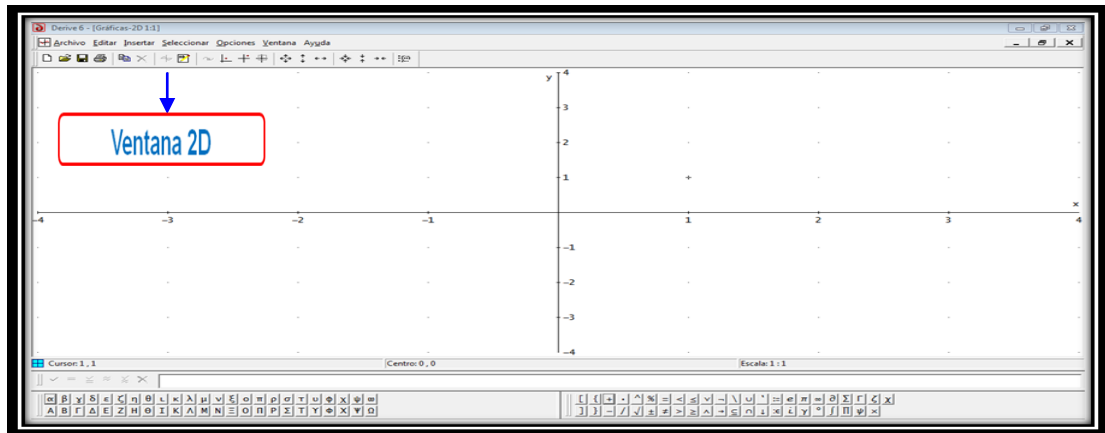 Derive 6 - [Gráficas-2D 1:1]
Archivo Editar Insertar Seleccionar Opciones Ventana Ayuda
Ventana 2D
y 4
3
2
1
x
-4 -3 -2 -1 1 2 3 4
-1
-2
-3
-4
Cursor: 1 , 1 Centro: 0 , 0 Escala: 1 : 1
α β γ δ ε ζ η θ ι κ λ μ ν ξ ο π ρ σ τ υ φ χ ψ ω
Α Β Γ Δ Ε Ζ Η Θ Ι Κ Λ Μ Ν Ξ Ο Π Ρ Σ Τ Υ Φ Χ Ψ Ω